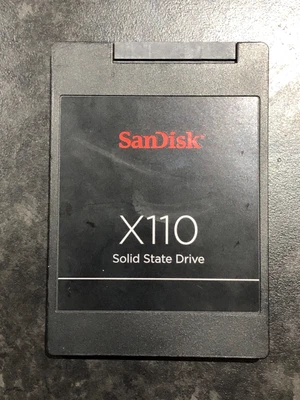 SanDisk
X110
Solid State Drive